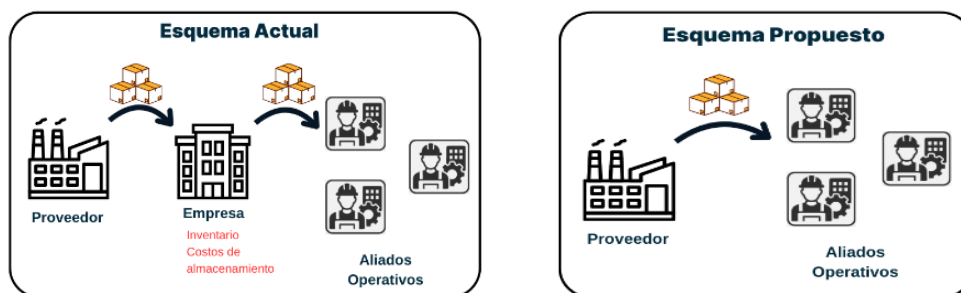 Esquema Actual
Proveedor
Empresa
Inventario
Costos de
almacenamiento
Aliados
Operativos
Esquema Propuesto
Proveedor
Aliados
Operativos